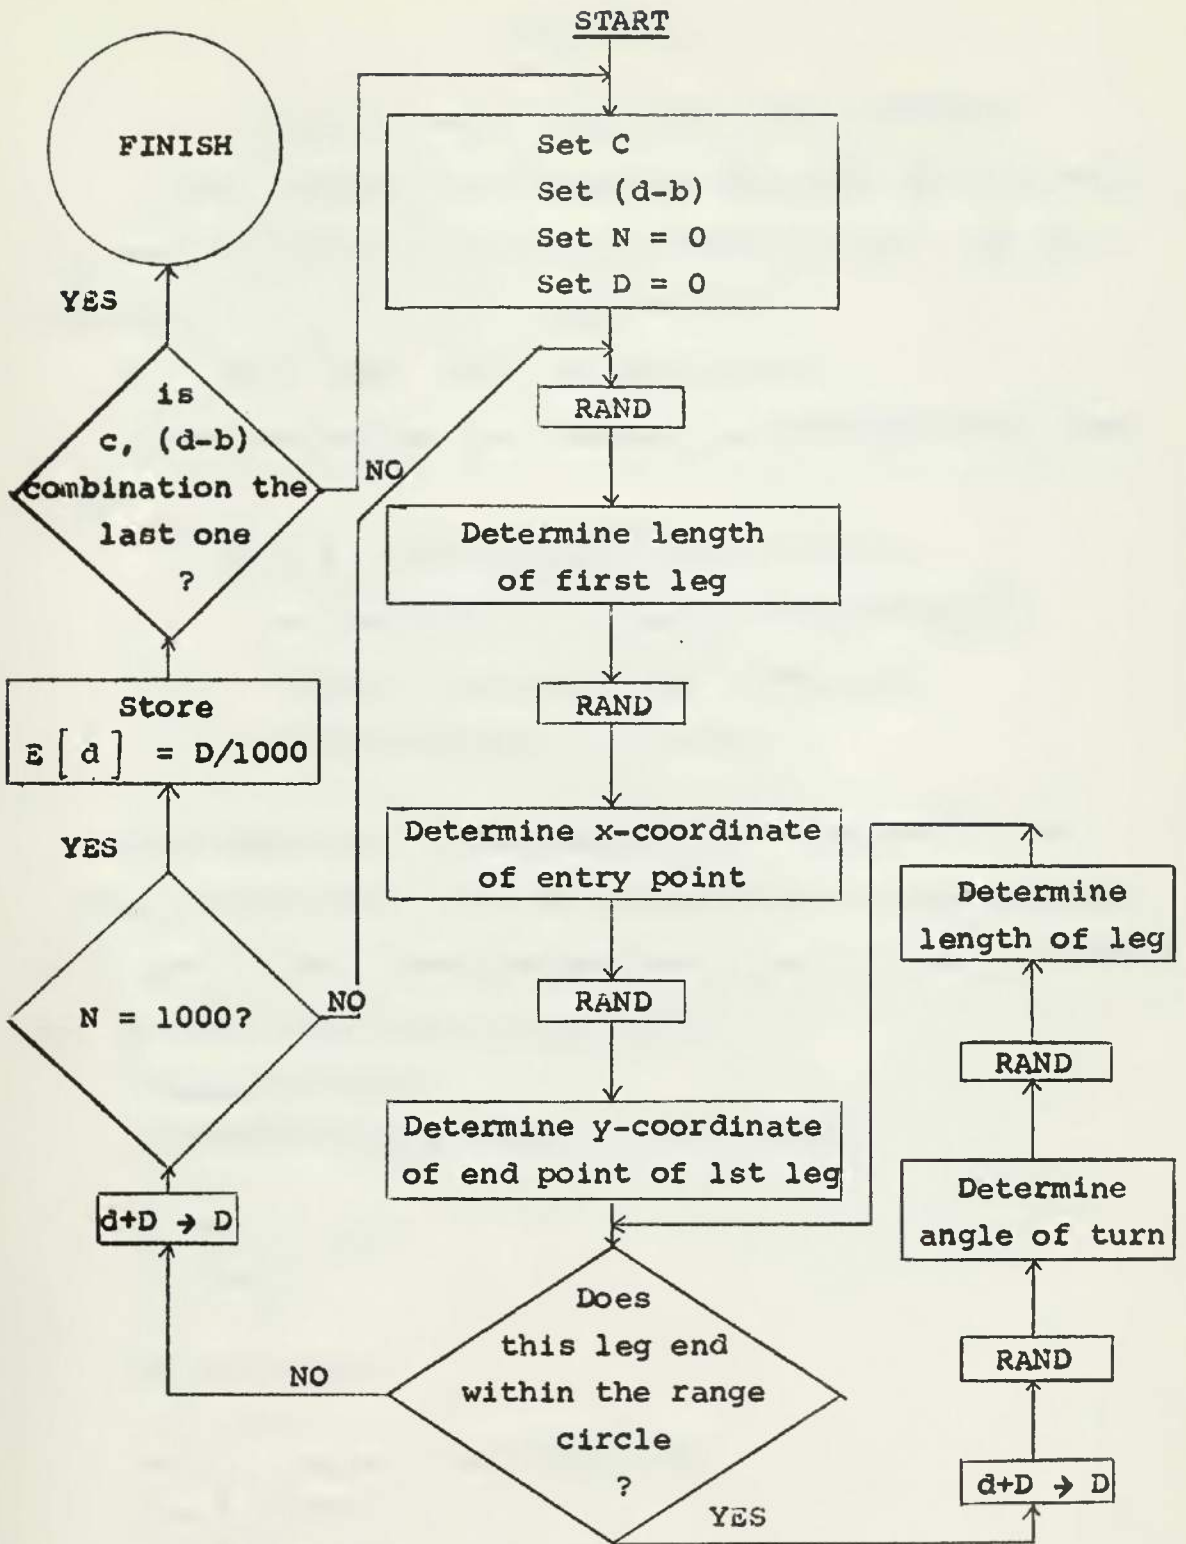 START
FINISH
Set C
Set (d-b)
Set N = 0
Set D = 0
YES
RAND
is
c, (d-b)
combination the
last one
?
NO
Determine length
of first leg
RAND
Store
E [ d ] = D/1000
YES
Determine x-coordinate
of entry point
Determine
length of leg
N = 1000?
NO
RAND
RAND
Determine y-coordinate
of end point of 1st leg
Determine
angle of turn
d+D → D
Does
this leg end
within the range
circle
?
NO
RAND
d+D → D
YES